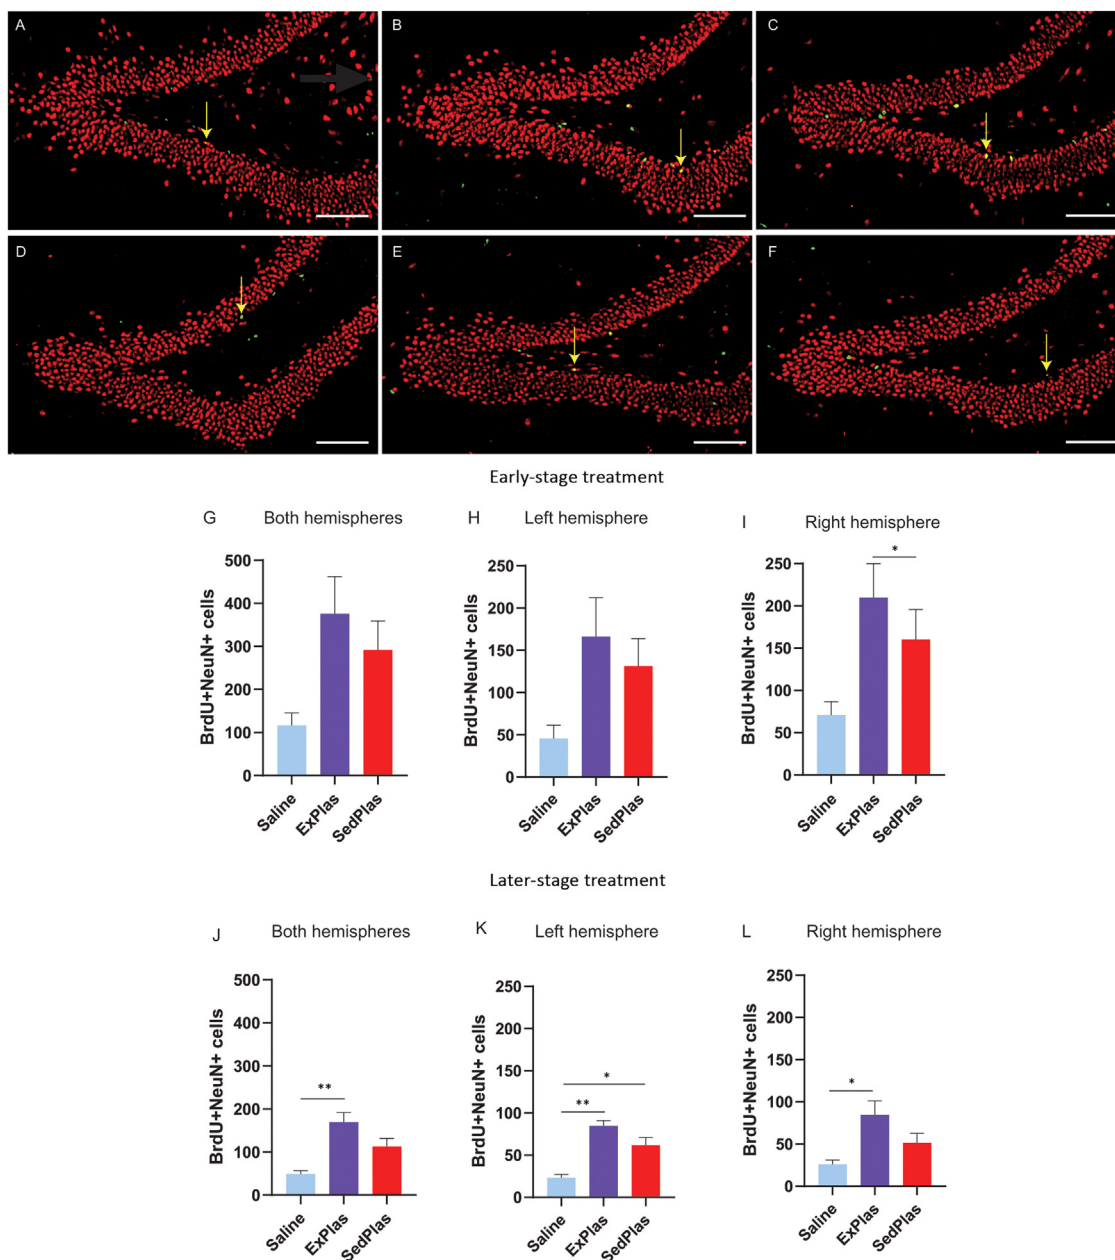 A
B
C
D
E
F
Early-stage treatment
G Both hemispheres
BrdU+NeuN+ cells
500
400
300
200
100
0
Saline
ExPlas
SedPlas
H Left hemisphere
BrdU+NeuN+ cells
250
200
150
100
50
0
Saline
ExPlas
SedPlas
I Right hemisphere
BrdU+NeuN+ cells
250
200
150
100
50
0
*
Saline
ExPlas
SedPlas
Later-stage treatment
J Both hemispheres
BrdU+NeuN+ cells
500
400
300
200
100
0
**
Saline
ExPlas
SedPlas
K Left hemisphere
BrdU+NeuN+ cells
250
200
150
100
50
0
*
**
Saline
ExPlas
SedPlas
L Right hemisphere
BrdU+NeuN+ cells
250
200
150
100
50
0
*
Saline
ExPlas
SedPlas